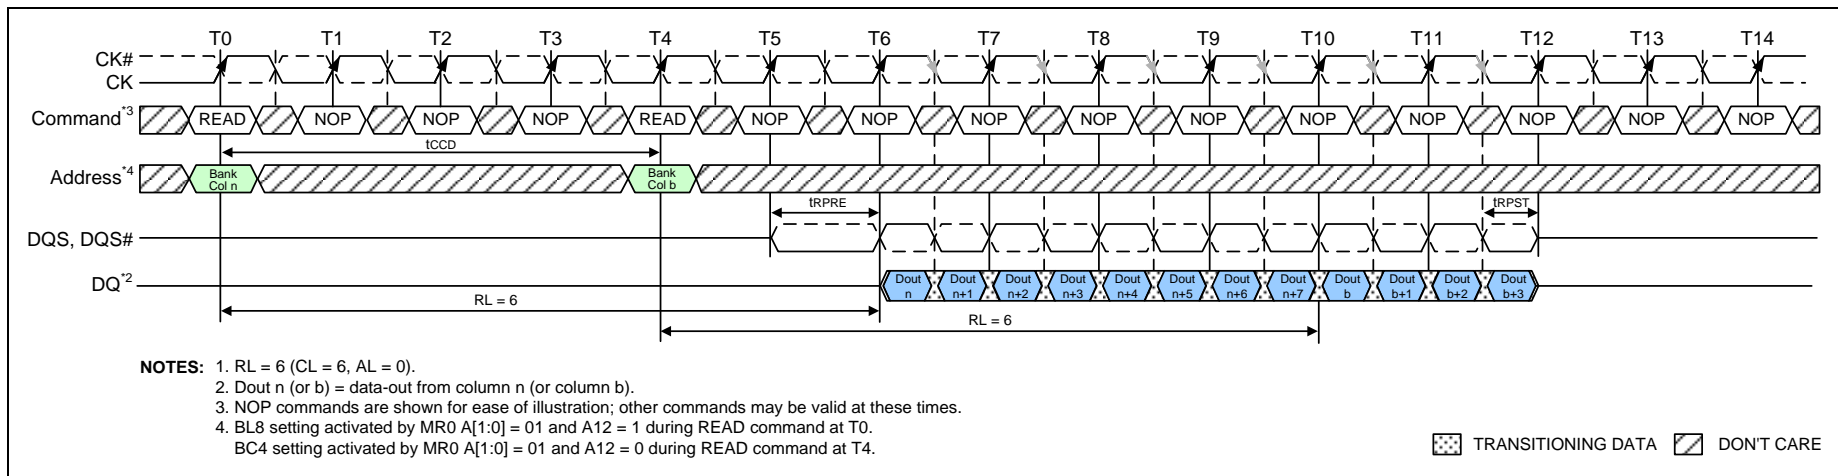 T0 T1 T2 T3 T4 T5 T6 T7 T8 T9 T10 T11 T12 T13 T14
CK#
CK
Command*3 READ NOP NOP NOP READ NOP NOP NOP NOP NOP NOP NOP NOP NOP NOP
tCCD
Address*4 Bank Col n Bank Col b
tRPRE tRPST
DQS, DQS#
DQ*2 Dout n Dout n+1 Dout n+2 Dout n+3 Dout n+4 Dout n+5 Dout n+6 Dout n+7 Dout b Dout b+1 Dout b+2 Dout b+3
RL = 6
RL = 6
NOTES: 1. RL = 6 (CL = 6, AL = 0).
2. Dout n (or b) = data-out from column n (or column b).
3. NOP commands are shown for ease of illustration; other commands may be valid at these times.
4. BL8 setting activated by MR0 A[1:0] = 01 and A12 = 1 during READ command at T0.
BC4 setting activated by MR0 A[1:0] = 01 and A12 = 0 during READ command at T4.
TRANSITIONING DATA DON'T CARE